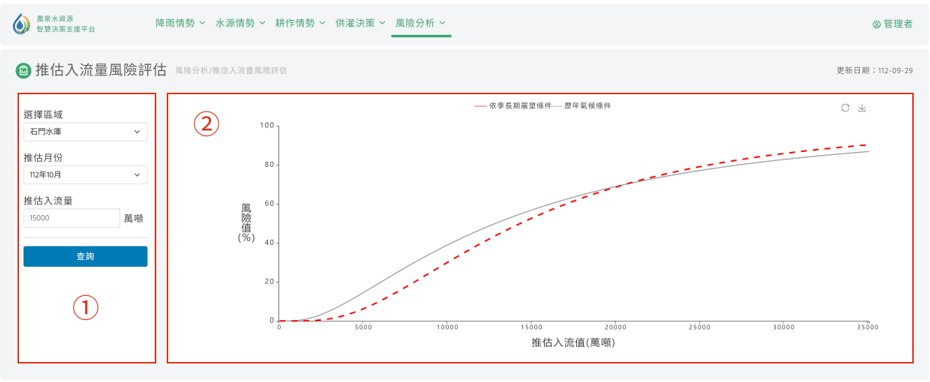 農業水資源
智慧決策支援平台
降雨情勢 水源情勢 耕作情勢 供灌決策 風險分析
管理者
推估入流量風險評估 風險分析/推估入流量風險評估 更新日期：112-09-29
選擇區域
石門水庫
推估月份
112年10月
推估入流量
15000 萬噸
查詢
①
②
依季長期展望條件 歷年氣候條件
100
80
60
40
20
0
風險值(%)
0 5000 10000 15000 20000 25000 30000 35000
推估入流值(萬噸)